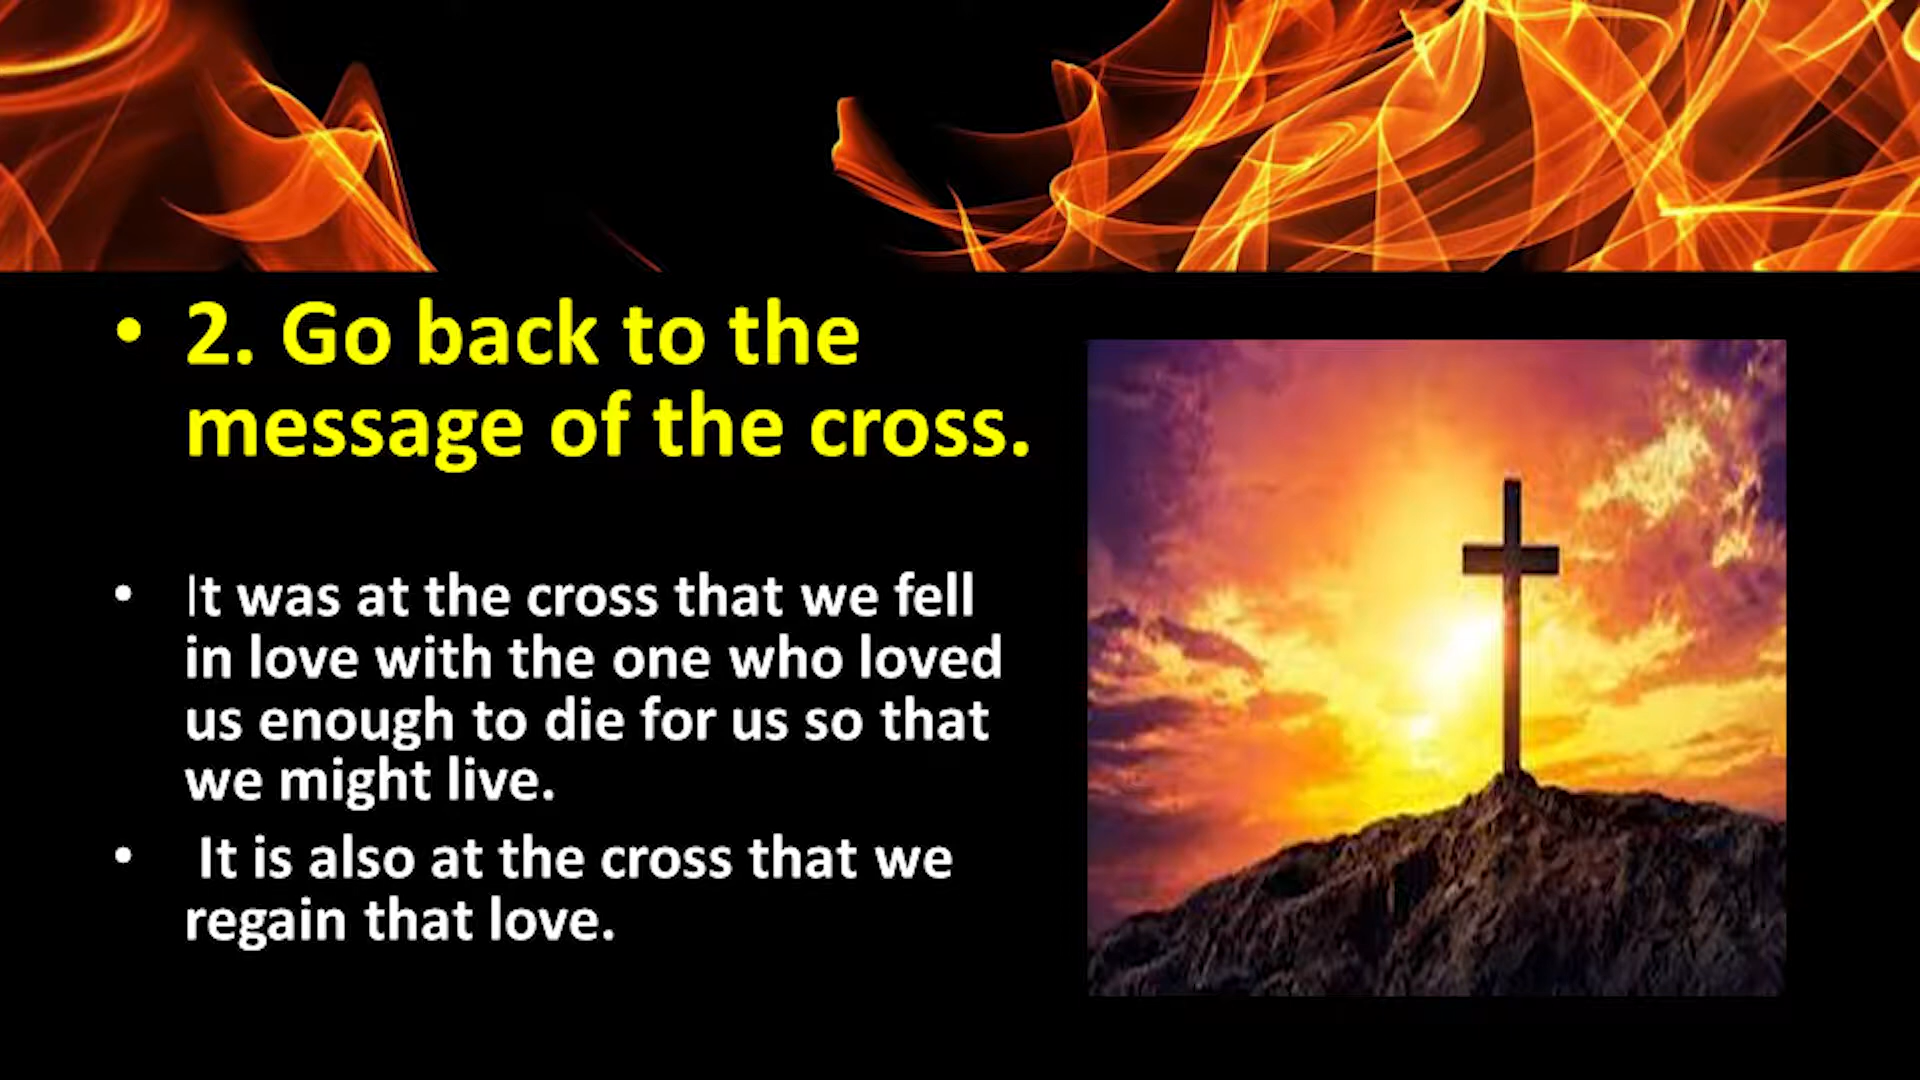 • 2. Go back to the
message of the cross.
• It was at the cross that we fell
in love with the one who loved
us enough to die for us so that
we might live.
• It is also at the cross that we
regain that love.